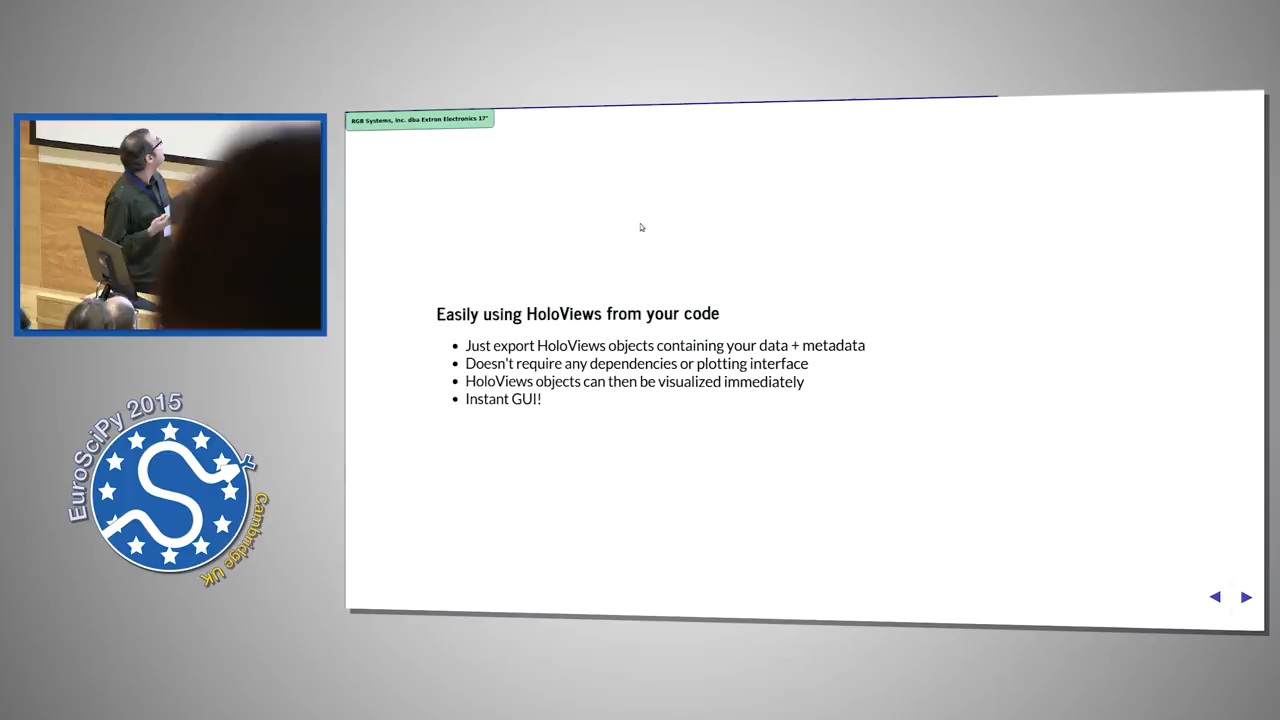 RGB Systems, Inc. dba Extron Electronics 17"
Easily using HoloViews from your code
Just export HoloViews objects containing your data + metadata
Doesn't require any dependencies or plotting interface
HoloViews objects can then be visualized immediately
Instant GUI!
EuroSciPy 2015
Cambridge UK